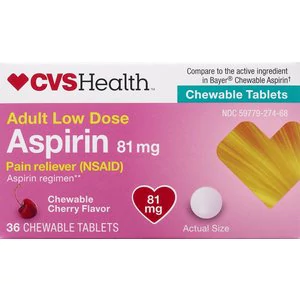 CVSHealth™
Compare to the active ingredient
in Bayer® Chewable Aspirin†
Chewable Tablets
NDC 59779-274-68
Adult Low Dose
Aspirin 81 mg
Pain reliever (NSAID)
Aspirin regimen**
Chewable
Cherry Flavor
81
mg
36 CHEWABLE TABLETS
Actual Size